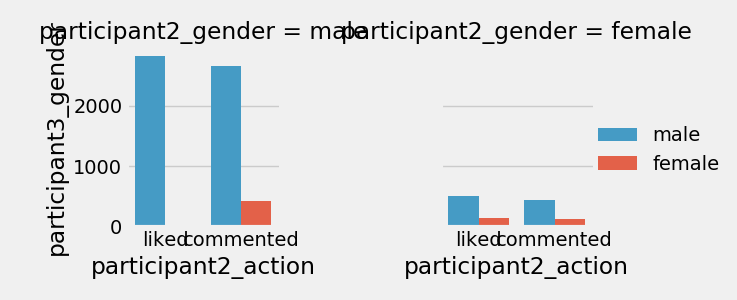 participant2_gender = male
participant2_gender = female
participant3_gender
2000
1000
0
liked
commented
liked
commented
participant2_action
participant2_action
male
female